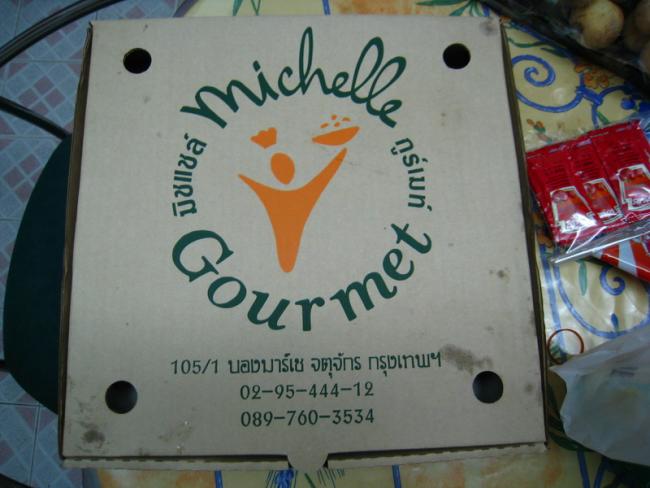 Michelle
มิชแชล์
กูร์เมท์
Gourmet
105/1 บองมาร์เช จตุจักร กรุงเทพฯ
02-95-444-12
089-760-3534